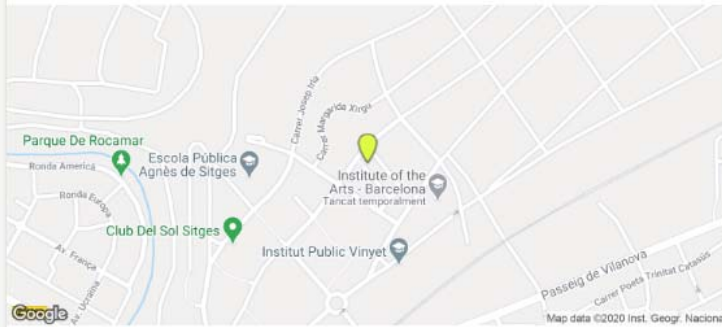 Carrer Josep Iria
Carrer Margarida Xirgu
Parque De Rocamar
Ronda America
Escola Pública
Agnès de Sitges
Institute of the
Arts - Barcelona
Tancat temporalment
Ronda Europa
Club Del Sol Sitges
Av. França
Institut Public Vinyet
Av. Ucraïna
Passeig de Vilanova
Carrer Poeta Trinitat Catasús
Google
Map data ©2020 Inst. Geogr. Naciona